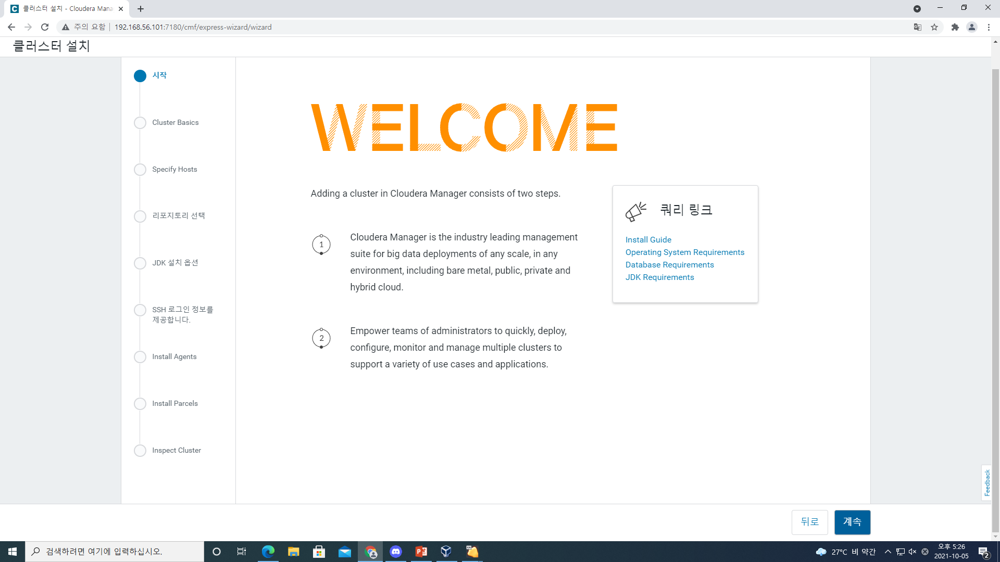 클러스터 설치 - Cloudera Mana
주의 요함
192.168.56.101:7180/cmf/express-wizard/wizard
클러스터 설치
시작
Cluster Basics
Specify Hosts
리포지토리 선택
JDK 설치 옵션
SSH 로그인 정보를
제공합니다.
Install Agents
Install Parcels
Inspect Cluster
WELCOME
Adding a cluster in Cloudera Manager consists of two steps.
1
Cloudera Manager is the industry leading management
suite for big data deployments of any scale, in any
environment, including bare metal, public, private and
hybrid cloud.
2
Empower teams of administrators to quickly, deploy,
configure, monitor and manage multiple clusters to
support a variety of use cases and applications.
쿼리 링크
Install Guide
Operating System Requirements
Database Requirements
JDK Requirements
Feedback
뒤로
계속
검색하려면 여기에 입력하십시오.
27°C 비 약간
오후 5:26
2021-10-05
2